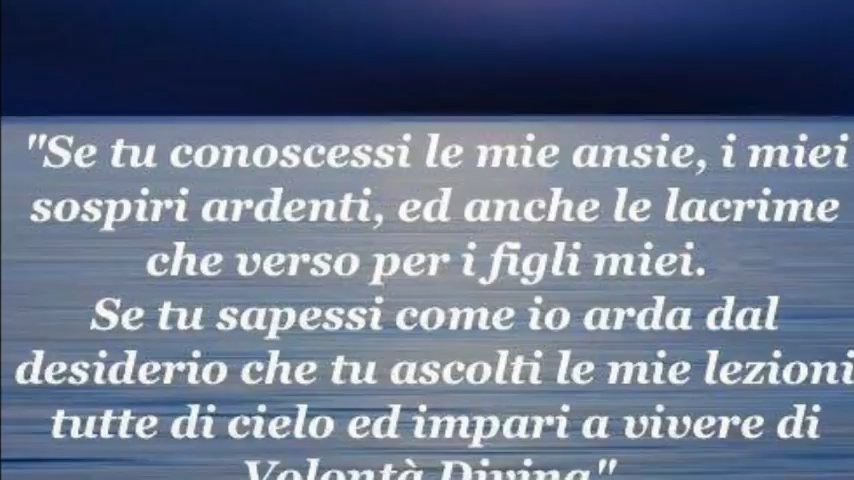 "Se tu conoscessi le mie ansie, i miei
sospiri ardenti, ed anche le lacrime
che verso per i figli miei.
Se tu sapessi come io arda dal
desiderio che tu ascolti le mie lezioni
tutte di cielo ed impari a vivere di
Volontà Divina"